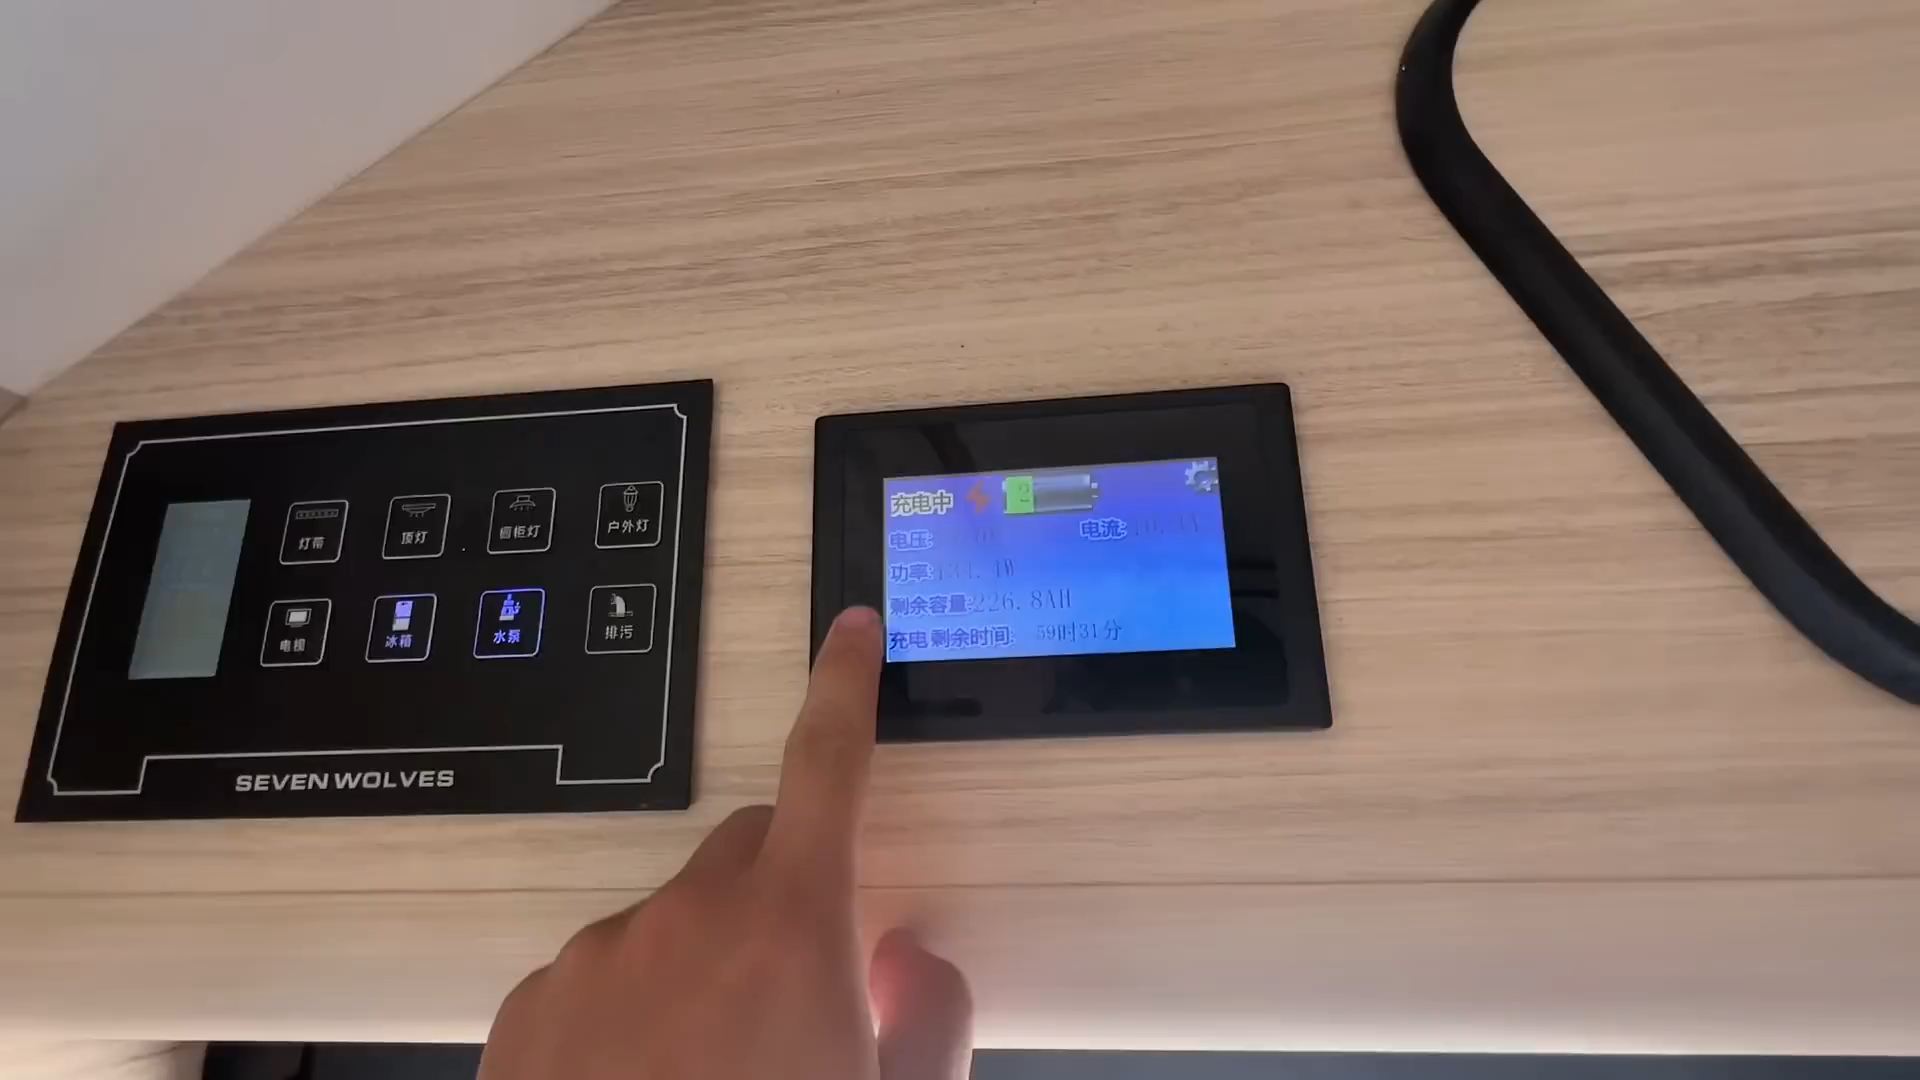 灯带 顶灯 橱柜灯 户外灯
电视 冰箱 水泵 排污
SEVEN WOLVES
充电中
电压: 电流:
功率:
剩余容量:226.8AH
充电剩余时间: 59时31分